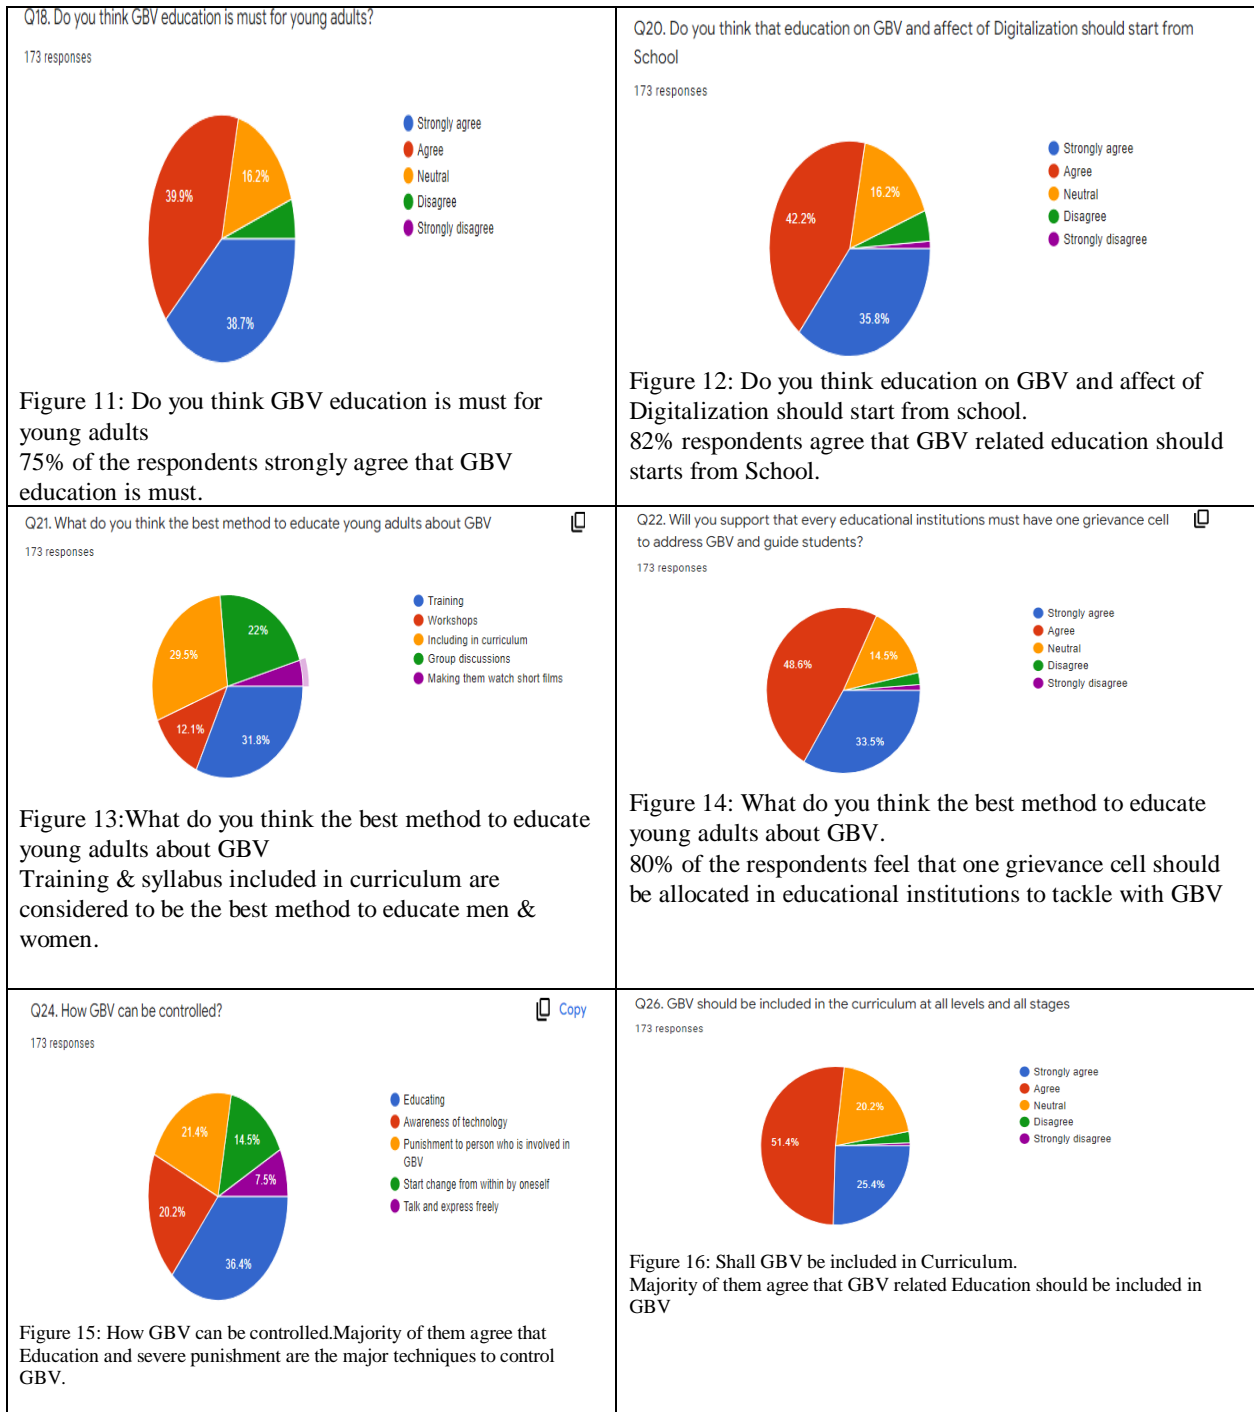 Q18. Do you think GBV education is must for young adults?
173 responses
Strongly agree
Agree
Neutral
Disagree
Strongly disagree
16.2%
39.9%
38.7%
Figure 11: Do you think GBV education is must for
young adults
75% of the respondents strongly agree that GBV
education is must.
Q20. Do you think that education on GBV and affect of Digitalization should start from
School
173 responses
Strongly agree
Agree
Neutral
Disagree
Strongly disagree
16.2%
42.2%
35.8%
Figure 12: Do you think education on GBV and affect of
Digitalization should start from school.
82% respondents agree that GBV related education should
starts from School.
Q21. What do you think the best method to educate young adults about GBV
173 responses
Training
Workshops
Including in curriculum
Group discussions
Making them watch short films
22%
29.5%
12.1%
31.8%
Figure 13:What do you think the best method to educate
young adults about GBV
Training & syllabus included in curriculum are
considered to be the best method to educate men &
women.
Q22. Will you support that every educational institutions must have one grievance cell
to address GBV and guide students?
173 responses
Strongly agree
Agree
Neutral
Disagree
Strongly disagree
14.5%
48.6%
33.5%
Figure 14: What do you think the best method to educate
young adults about GBV.
80% of the respondents feel that one grievance cell should
be allocated in educational institutions to tackle with GBV
Q24. How GBV can be controlled?
Copy
173 responses
Educating
Awareness of technology
Punishment to person who is involved in
GBV
Start change from within by oneself
Talk and express freely
21.4%
14.5%
7.5%
20.2%
36.4%
Figure 15: How GBV can be controlled.Majority of them agree that
Education and severe punishment are the major techniques to control
GBV.
Q26. GBV should be included in the curriculum at all levels and all stages
173 responses
Strongly agree
Agree
Neutral
Disagree
Strongly disagree
20.2%
51.4%
25.4%
Figure 16: Shall GBV be included in Curriculum.
Majority of them agree that GBV related Education should be included in
GBV